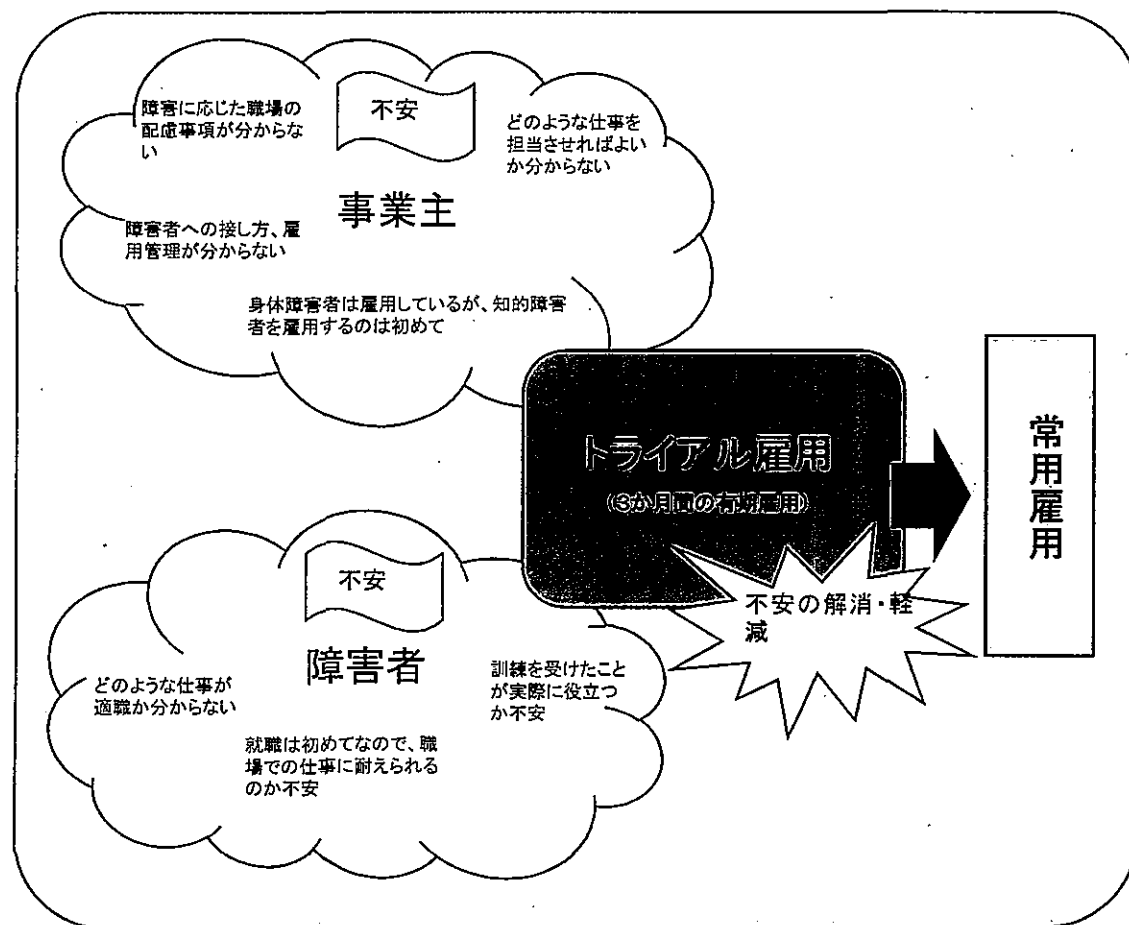 不安
障害に応じた職場の
配慮事項が分からな
い
どのような仕事を
担当させればよい
か分からない
事業主
障害者への接し方、雇
用管理が分からない
身体障害者は雇用しているが、知的障害
者を雇用するのは初めて
トライアル雇用
(3か月間の有期雇用)
常用雇用
不安の解消・軽
減
不安
障害者
どのような仕事が
適職か分からない
訓練を受けたこと
が実際に役立つ
か不安
就職は初めてなので、職
場での仕事に耐えられる
のか不安